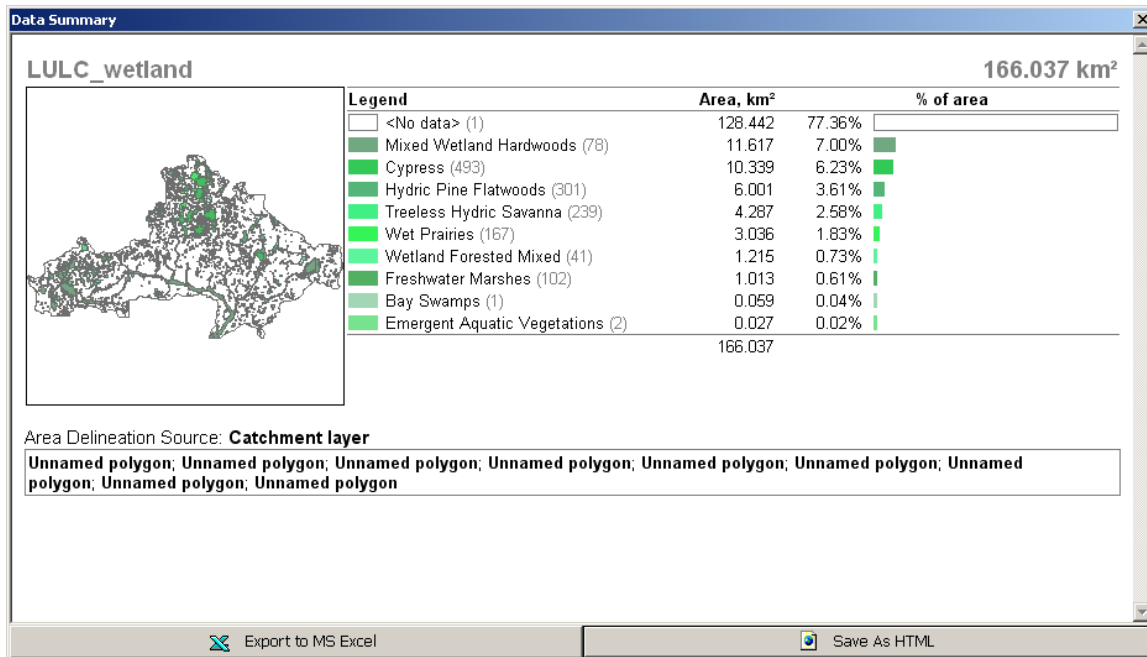 Data Summary
LULC_wetland 166.037 km²
Legend Area, km² % of area
<No data> (1) 128.442 77.36%
Mixed Wetland Hardwoods (78) 11.617 7.00%
Cypress (493) 10.339 6.23%
Hydric Pine Flatwoods (301) 6.001 3.61%
Treeless Hydric Savanna (239) 4.287 2.58%
Wet Prairies (167) 3.036 1.83%
Wetland Forested Mixed (41) 1.215 0.73%
Freshwater Marshes (102) 1.013 0.61%
Bay Swamps (1) 0.059 0.04%
Emergent Aquatic Vegetations (2) 0.027 0.02%
166.037
Area Delineation Source: Catchment layer
Unnamed polygon; Unnamed polygon; Unnamed polygon; Unnamed polygon; Unnamed polygon; Unnamed polygon; Unnamed
polygon; Unnamed polygon; Unnamed polygon
Export to MS Excel Save As HTML